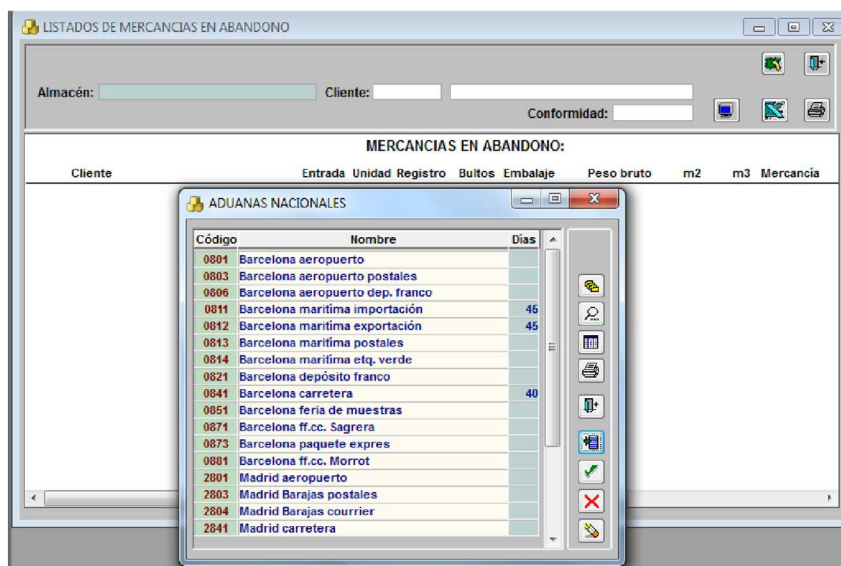 LISTADOS DE MERCANCIAS EN ABANDONO
Almacén: Cliente:
Conformidad:
MERCANCIAS EN ABANDONO:
Cliente Entrada Unidad Registro Bultos Embalaje Peso bruto m2 m3 Mercancía
ADUANAS NACIONALES
Código Nombre Días
0801 Barcelona aeropuerto
0803 Barcelona aeropuerto postales
0806 Barcelona aeropuerto dep. franco
0811 Barcelona marítima importación 45
0812 Barcelona marítima exportación 45
0813 Barcelona marítima postales
0814 Barcelona marítima etq. verde
0821 Barcelona depósito franco
0841 Barcelona carretera 40
0851 Barcelona feria de muestras
0871 Barcelona ff.cc. Sagrera
0873 Barcelona paquete expres
0881 Barcelona ff.cc. Morrot
2801 Madrid aeropuerto
2803 Madrid Barajas postales
2804 Madrid Barajas courrier
2841 Madrid carretera